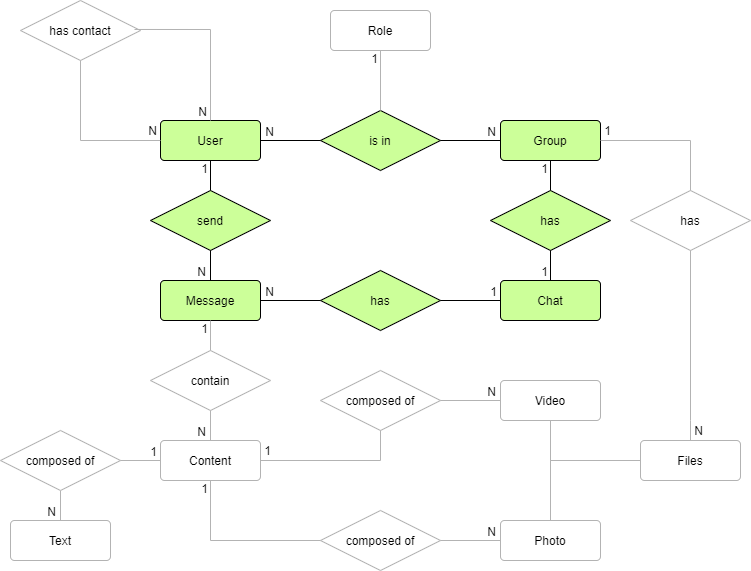 has contact
Role
1
N
N
User
N
is in
N
Group
1
1
1
send
has
has
N
1
Message
N
has
1
Chat
1
contain
composed of
N
Video
N
N
composed of
1
Content
1
Files
1
N
Text
composed of
N
Photo